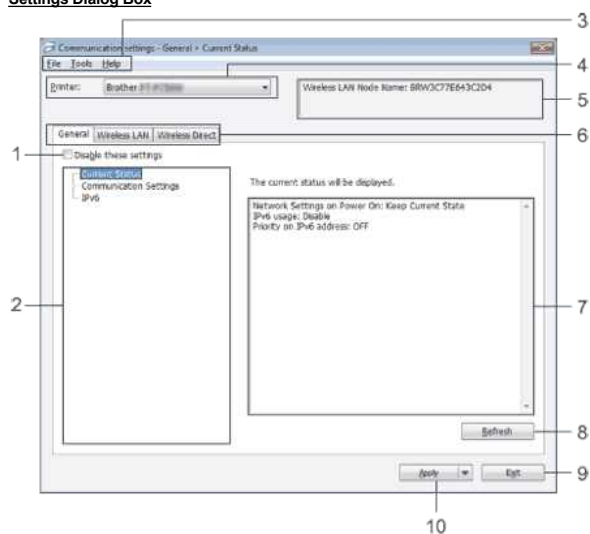 Settings Dialog Box
3
Communication settings - General > Current Status
File Tools Help
4
Printer: Brother
Wireless LAN Node Name: BRW3C77E643C2D4
5
General Wireless LAN Wireless Direct
6
1
Disable these settings
Current Status
Communication Settings
IPv6
The current status will be displayed.
Network Settings on Power On: Keep Current State
IPv6 usage: Disable
Priority on IPv6 address: OFF
2
7
Refresh
8
Apply
Exit
9
10